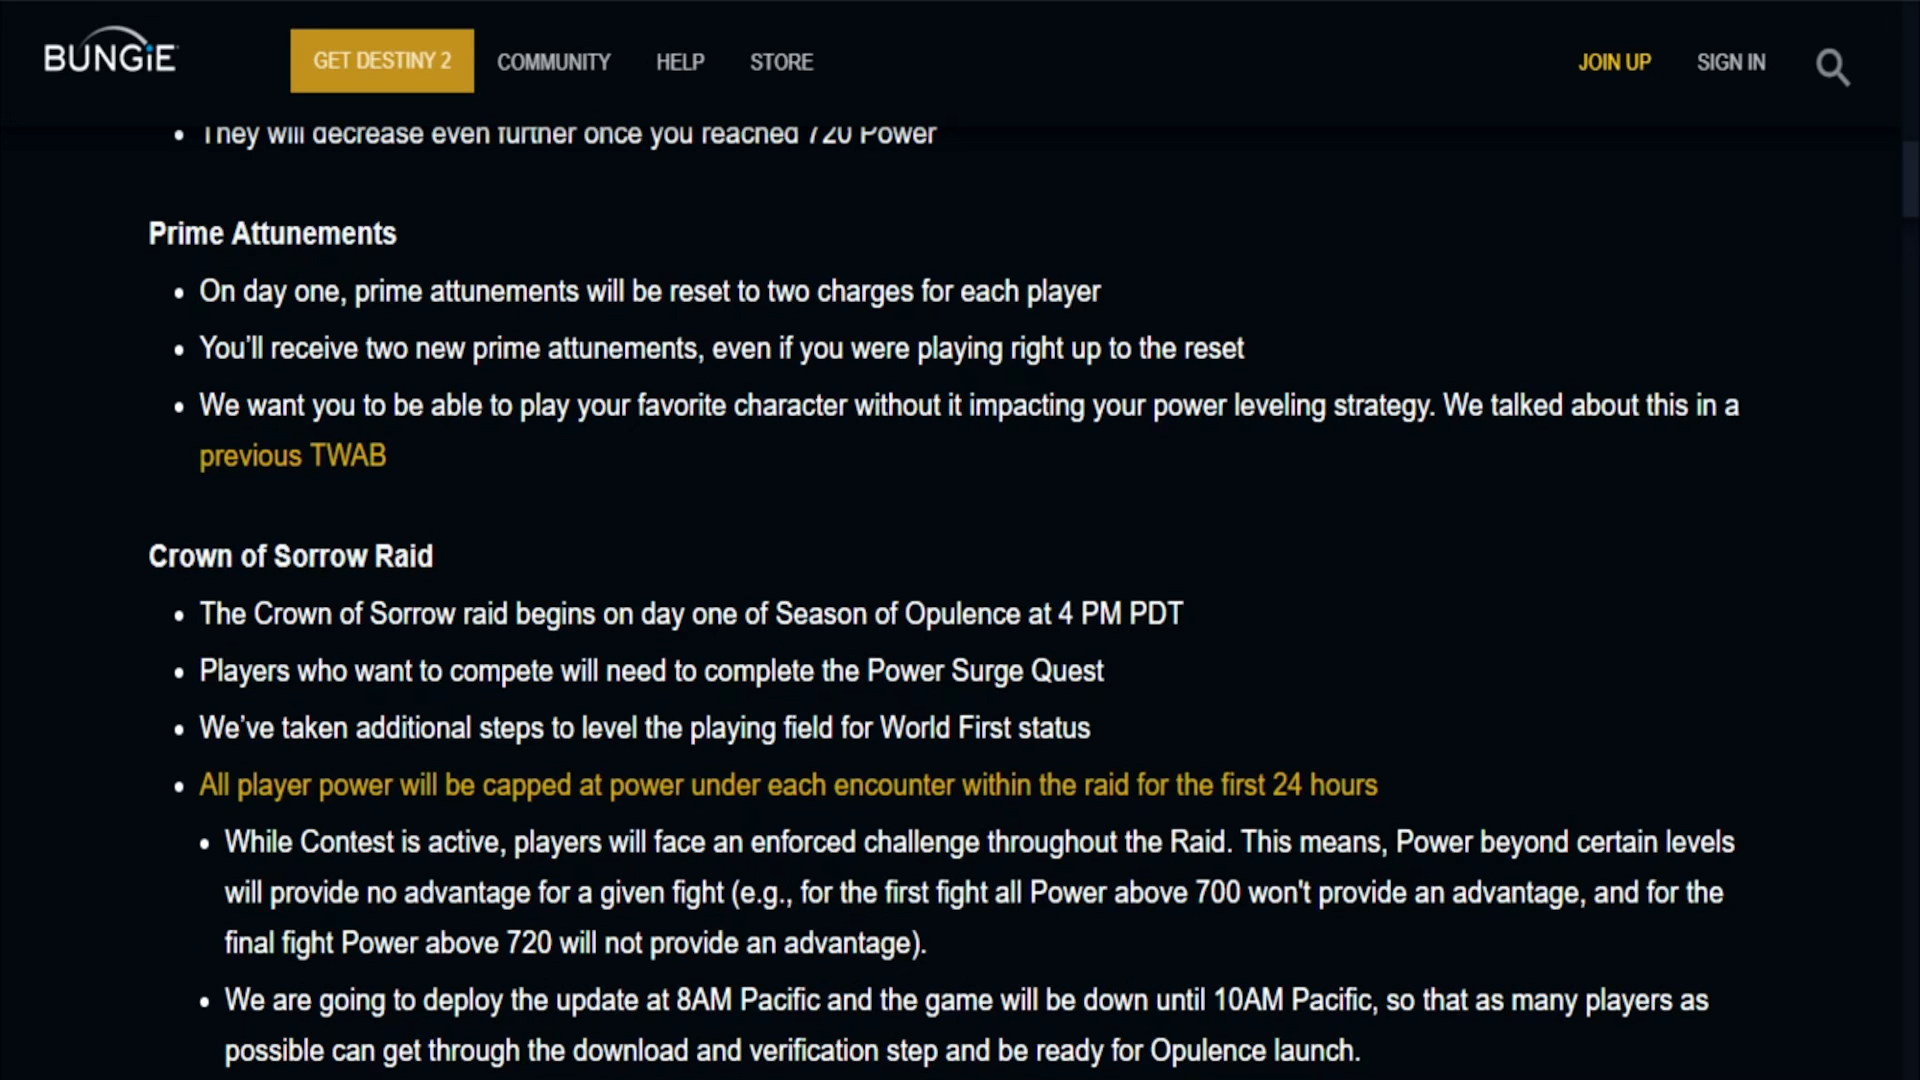 BUNGiE
GET DESTINY 2
COMMUNITY
HELP
STORE
JOIN UP
SIGN IN
• They will decrease even further once you reached 720 Power
Prime Attunements
• On day one, prime attunements will be reset to two charges for each player
• You’ll receive two new prime attunements, even if you were playing right up to the reset
• We want you to be able to play your favorite character without it impacting your power leveling strategy. We talked about this in a
previous TWAB
Crown of Sorrow Raid
• The Crown of Sorrow raid begins on day one of Season of Opulence at 4 PM PDT
• Players who want to compete will need to complete the Power Surge Quest
• We’ve taken additional steps to level the playing field for World First status
• All player power will be capped at power under each encounter within the raid for the first 24 hours
• While Contest is active, players will face an enforced challenge throughout the Raid. This means, Power beyond certain levels
will provide no advantage for a given fight (e.g., for the first fight all Power above 700 won't provide an advantage, and for the
final fight Power above 720 will not provide an advantage).
• We are going to deploy the update at 8AM Pacific and the game will be down until 10AM Pacific, so that as many players as
possible can get through the download and verification step and be ready for Opulence launch.